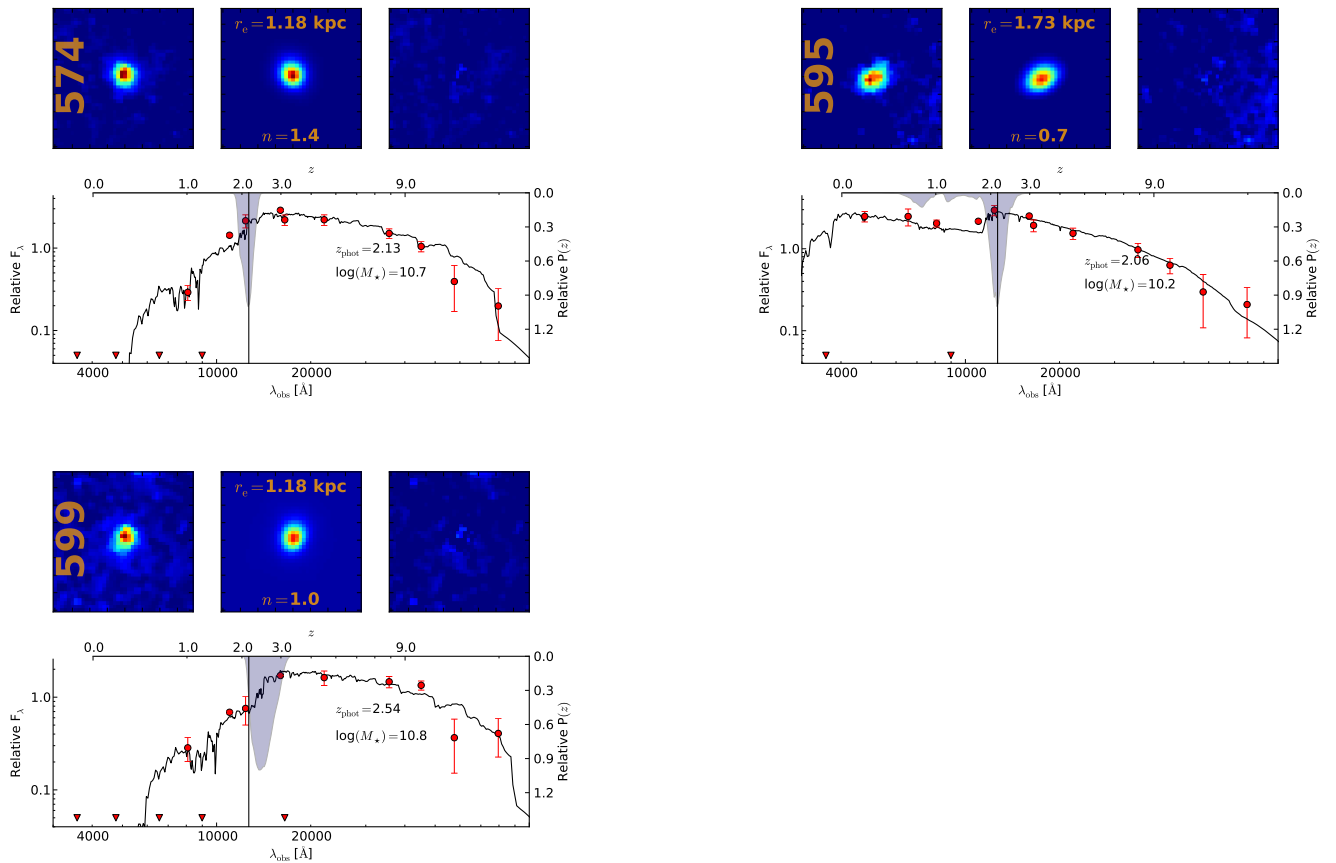 574
r_e=1.18 kpc
n=1.4
z
0.0 1.0 2.0 3.0 9.0
Relative F_λ
1.0
0.1
z_phot=2.13
log(M_⋆)=10.7
0.0
0.3
0.6
0.9
1.2
Relative P(z)
4000 10000 20000
λ_obs [Å]
595
r_e=1.73 kpc
n=0.7
z
0.0 1.0 2.0 3.0 9.0
Relative F_λ
1.0
0.1
z_phot=2.06
log(M_⋆)=10.2
0.0
0.3
0.6
0.9
1.2
Relative P(z)
4000 10000 20000
λ_obs [Å]
599
r_e=1.18 kpc
n=1.0
z
0.0 1.0 2.0 3.0 9.0
Relative F_λ
1.0
0.1
z_phot=2.54
log(M_⋆)=10.8
0.0
0.3
0.6
0.9
1.2
Relative P(z)
4000 10000 20000
λ_obs [Å]